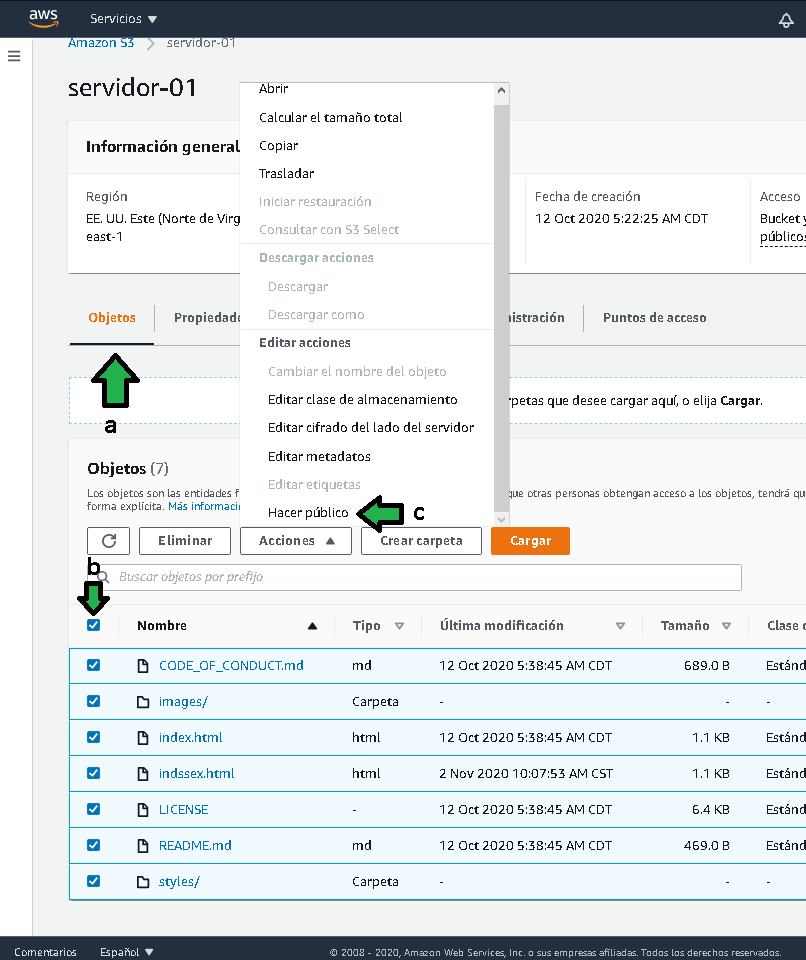 aws
Servicios
Amazon S3 > servidor-01
servidor-01
Abrir
Calcular el tamaño total
Copiar
Trasladar
Iniciar restauración
Consultar con S3 Select
Descargar acciones
Descargar
Descargar como
Editar acciones
Cambiar el nombre del objeto
Editar clase de almacenamiento
Editar cifrado del lado del servidor
Editar metadatos
Editar etiquetas
Hacer público
c
Información general
Región
EE. UU. Este (Norte de Virg
east-1
Fecha de creación
12 Oct 2020 5:22:25 AM CDT
Acceso
Bucket y
públicos
Objetos
Propiedade
istración
Puntos de acceso
a
rpetas que desee cargar aquí, o elija Cargar.
Objetos (7)
Los objetos son las entidades f que otras personas obtengan acceso a los objetos, tendrá qu
forma explícita. Más informaci
Eliminar
Acciones
Crear carpeta
Cargar
b
Buscar objetos por prefijo
Nombre Tipo Última modificación Tamaño Clase
CODE_OF_CONDUCT.md md 12 Oct 2020 5:38:45 AM CDT 689.0 B Estánd
images/ Carpeta - - -
index.html html 12 Oct 2020 5:38:45 AM CDT 1.1 KB Estánd
indssex.html html 2 Nov 2020 10:07:53 AM CST 1.1 KB Estánd
LICENSE - 12 Oct 2020 5:38:45 AM CDT 6.4 KB Estánd
README.md md 12 Oct 2020 5:38:45 AM CDT 469.0 B Estánd
styles/ Carpeta - - -
Comentarios Español © 2008 - 2020, Amazon Web Services, Inc. o sus empresas afiliadas. Todos los derechos reservados.